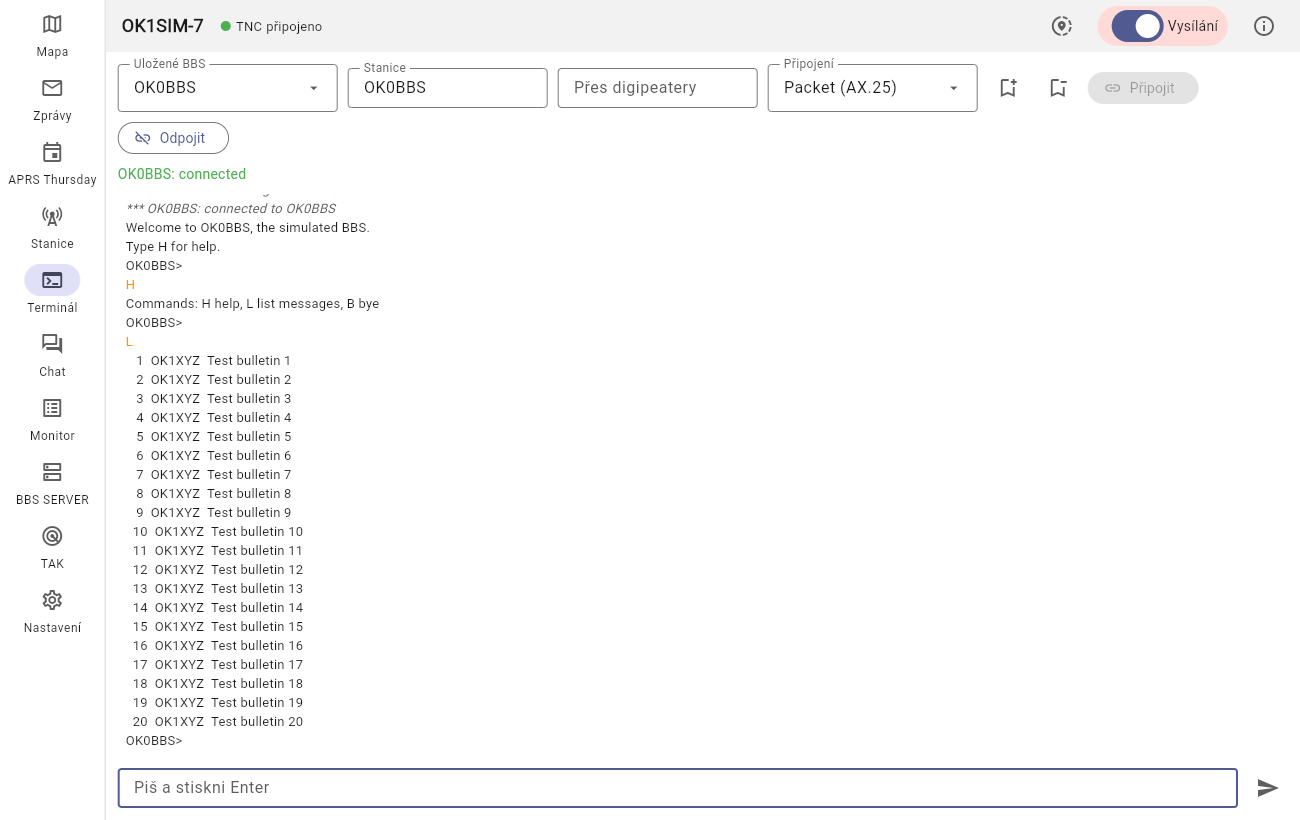 OK1SIM-7
TNC připojeno
Vysílání
Mapa
Zprávy
APRS Thursday
Stanice
Terminál
Chat
Monitor
BBS SERVER
TAK
Nastavení
Uložené BBS
OK0BBS
Stanice
OK0BBS
Přes digipeatery
Připojení
Packet (AX.25)
Připojit
Odpojit
OK0BBS: connected
*** OK0BBS: connected to OK0BBS
Welcome to OK0BBS, the simulated BBS.
Type H for help.
OK0BBS>
H
Commands: H help, L list messages, B bye
OK0BBS>
L
1 OK1XYZ Test bulletin 1
2 OK1XYZ Test bulletin 2
3 OK1XYZ Test bulletin 3
4 OK1XYZ Test bulletin 4
5 OK1XYZ Test bulletin 5
6 OK1XYZ Test bulletin 6
7 OK1XYZ Test bulletin 7
8 OK1XYZ Test bulletin 8
9 OK1XYZ Test bulletin 9
10 OK1XYZ Test bulletin 10
11 OK1XYZ Test bulletin 11
12 OK1XYZ Test bulletin 12
13 OK1XYZ Test bulletin 13
14 OK1XYZ Test bulletin 14
15 OK1XYZ Test bulletin 15
16 OK1XYZ Test bulletin 16
17 OK1XYZ Test bulletin 17
18 OK1XYZ Test bulletin 18
19 OK1XYZ Test bulletin 19
20 OK1XYZ Test bulletin 20
OK0BBS>
Piš a stiskni Enter